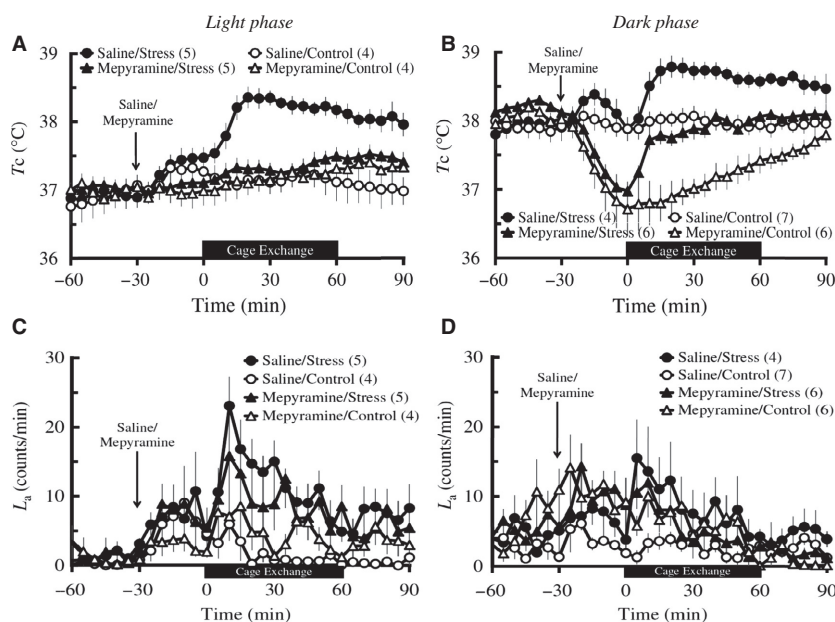 Light phase
Dark phase
A
39
38
37
36
Tc (°C)
Saline/Stress (5)
Saline/Control (4)
Mepyramine/Stress (5)
Mepyramine/Control (4)
Saline/
Mepyramine
Cage Exchange
−60
−30
0
30
60
90
Time (min)
B
39
38
37
36
Tc (°C)
Saline/
Mepyramine
Saline/Stress (4)
Saline/Control (7)
Mepyramine/Stress (6)
Mepyramine/Control (6)
Cage Exchange
−60
−30
0
30
60
90
Time (min)
C
30
20
10
0
La (counts/min)
Saline/Stress (5)
Saline/Control (4)
Mepyramine/Stress (5)
Mepyramine/Control (4)
Saline/
Mepyramine
Cage Exchange
−60
−30
0
30
60
90
Time (min)
D
30
20
10
0
La (counts/min)
Saline/Stress (4)
Saline/Control (7)
Mepyramine/Stress (6)
Mepyramine/Control (6)
Saline/
Mepyramine
Cage Exchange
−60
−30
0
30
60
90
Time (min)